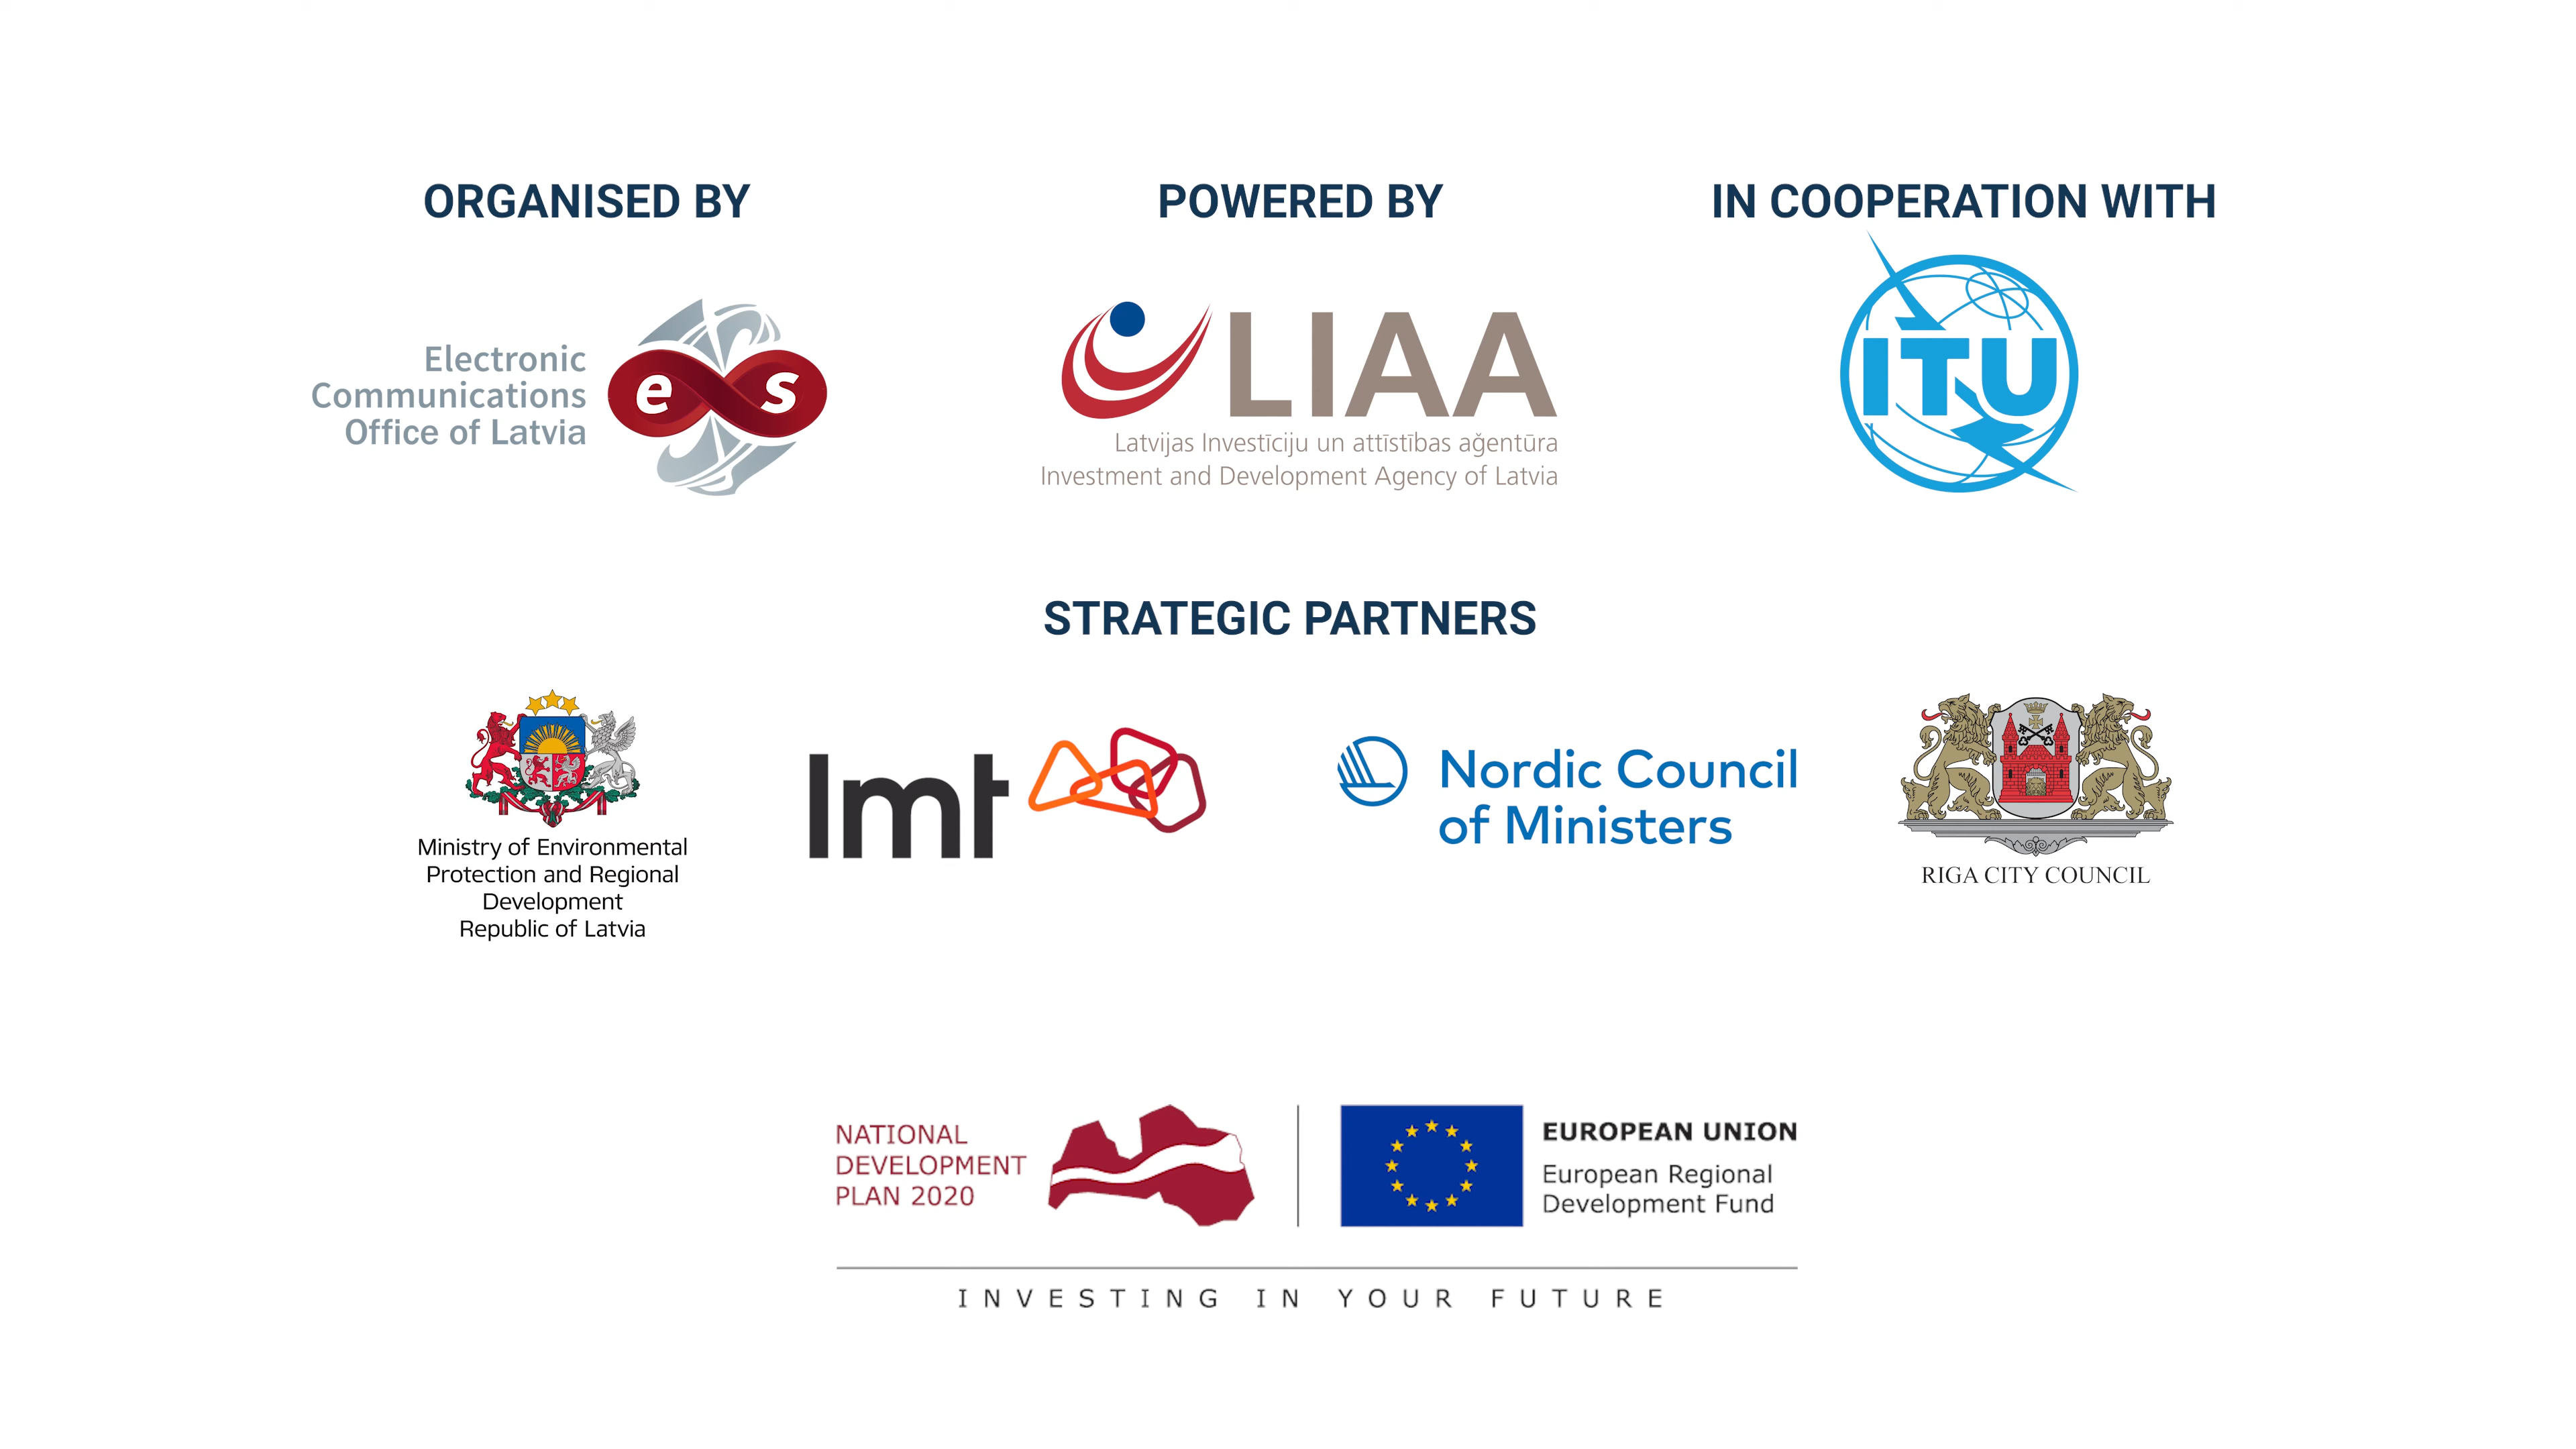 ORGANISED BY
POWERED BY
IN COOPERATION WITH
Electronic
Communications
Office of Latvia
e s
LIAA
Latvijas Investīciju un attīstības aģentūra
Investment and Development Agency of Latvia
ITU
STRATEGIC PARTNERS
Ministry of Environmental
Protection and Regional
Development
Republic of Latvia
lmt
Nordic Council
of Ministers
RIGA CITY COUNCIL
NATIONAL
DEVELOPMENT
PLAN 2020
EUROPEAN UNION
European Regional
Development Fund
INVESTING IN YOUR FUTURE